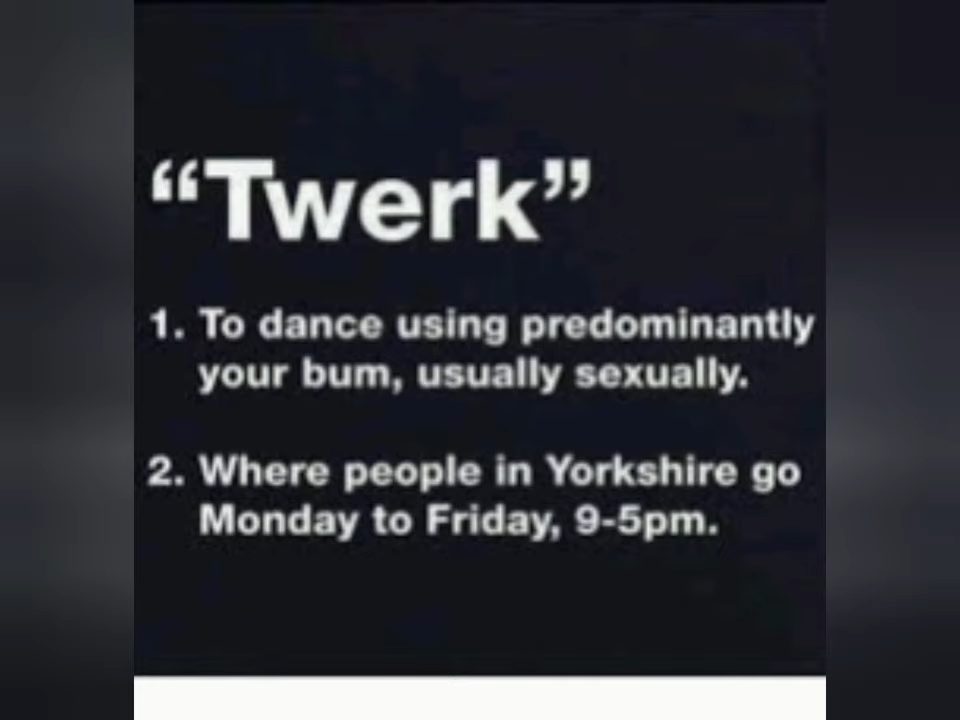 “Twerk”
1. To dance using predominantly
your bum, usually sexually.
2. Where people in Yorkshire go
Monday to Friday, 9-5pm.